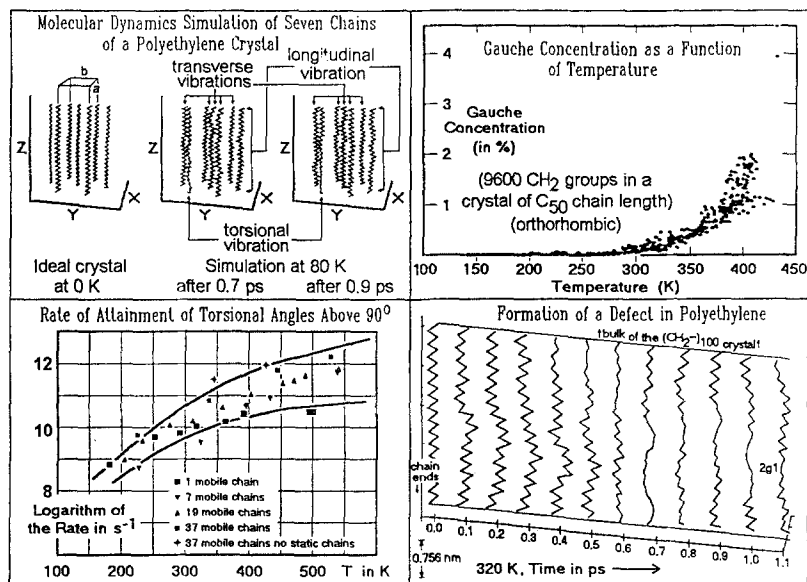 Molecular Dynamics Simulation of Seven Chains
of a Polyethylene Crystal
b
a
transverse
vibrations
longitudinal
vibration
Z
Z
Z
X
X
Y
Y
torsional
vibration
Ideal crystal
at 0 K
Simulation at 80 K
after 0.7 ps after 0.9 ps
Gauche Concentration as a Function
of Temperature
4
3
2
1
Gauche
Concentration
(in %)
(9600 CH2 groups in a
crystal of C50 chain length)
(orthorhombic)
100 150 200 250 300 350 400 450
Temperature (K)
Rate of Attainment of Torsional Angles Above 90°
12
10
8
Logarithm of
the Rate in s-1
■ 1 mobile chain
▼ 7 mobile chains
▲ 19 mobile chains
■ 37 mobile chains
+ 37 mobile chains no static chains
100 200 300 400 500 T in K
Formation of a Defect in Polyethylene
↑bulk of the (CH2-)100 crystal↑
chain
ends
2g1
0.0 0.1 0.2 0.3 0.4 0.5 0.6 0.7 0.8 0.9 1.0 1.1
0.756 nm
320 K, Time in ps →